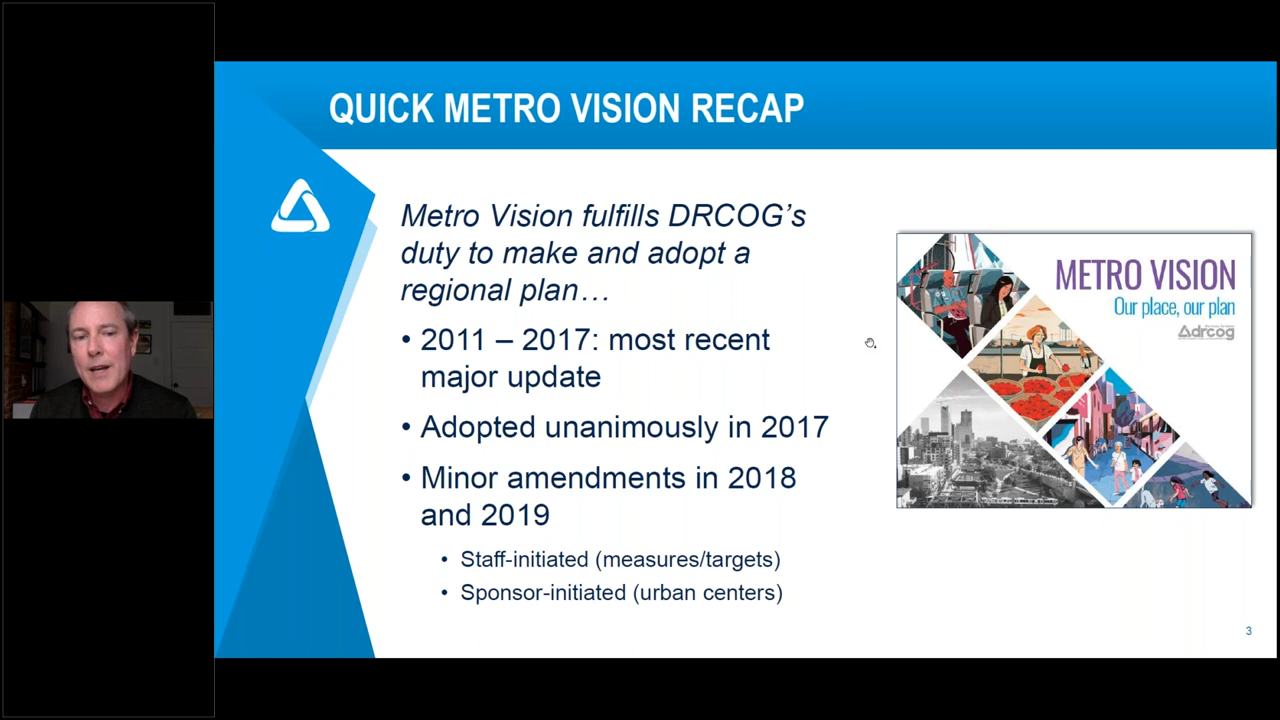 QUICK METRO VISION RECAP
Metro Vision fulfills DRCOG’s
duty to make and adopt a
regional plan…
• 2011 – 2017: most recent
major update
• Adopted unanimously in 2017
• Minor amendments in 2018
and 2019
• Staff-initiated (measures/targets)
• Sponsor-initiated (urban centers)
METRO VISION
Our place, our plan
drcog
3